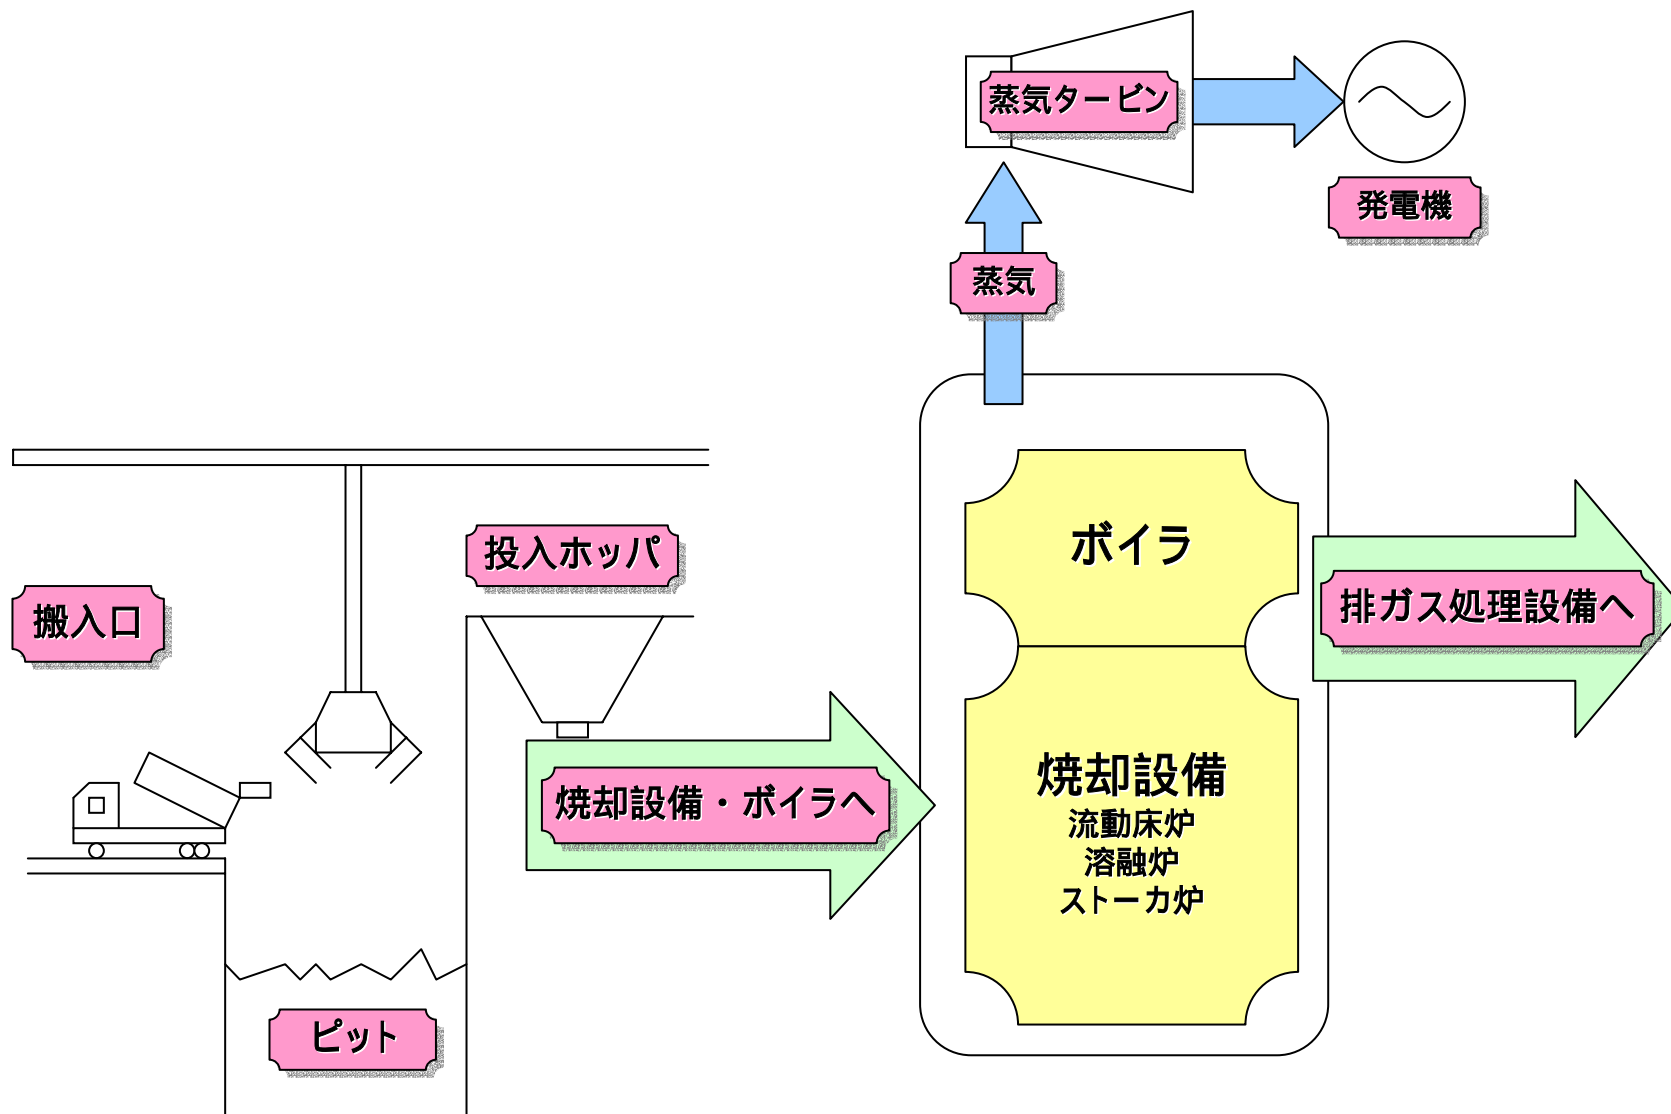 蒸気タービン
発電機
蒸気
投入ホッパ
搬入口
ボイラ
排ガス処理設備へ
焼却設備・ボイラへ
焼却設備
流動床炉
溶融炉
ストーカ炉
ピット